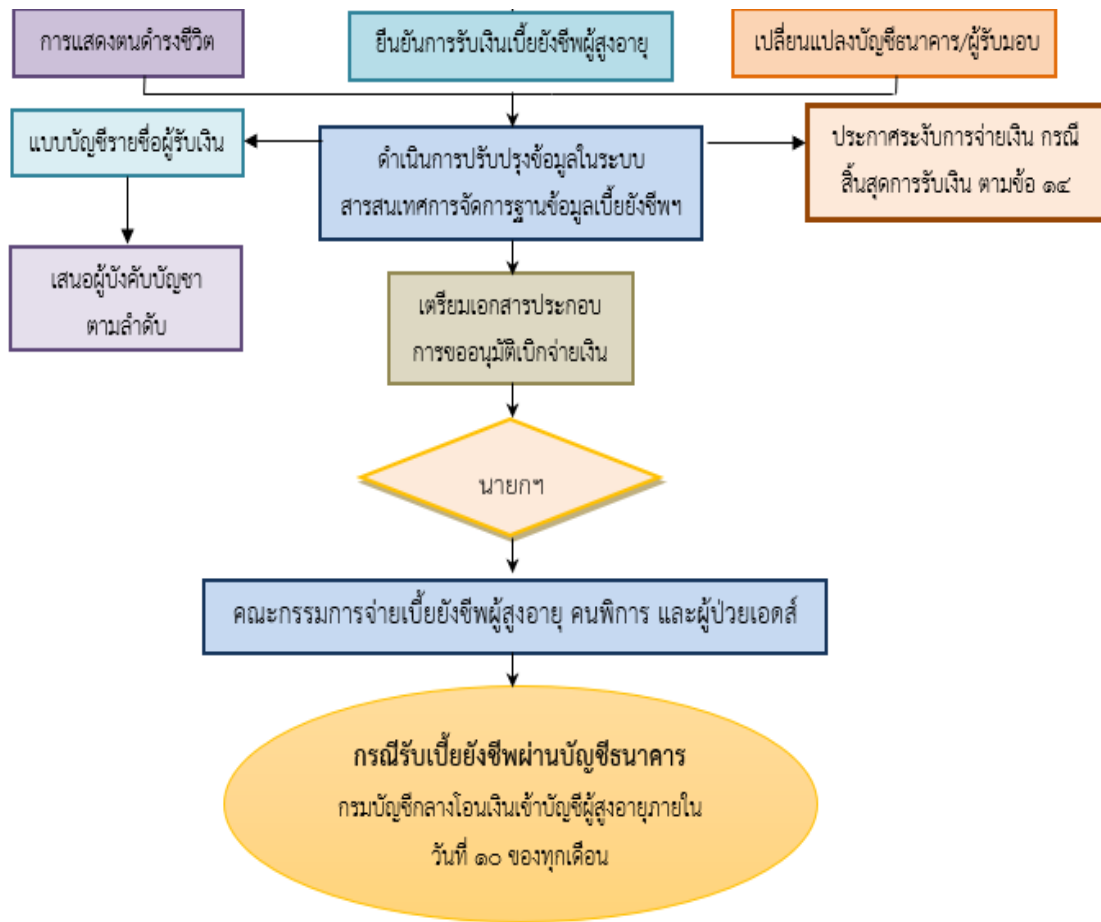 การแสดงตนดำรงชีวิต
ยืนยันการรับเงินเบี้ยยังชีพผู้สูงอายุ
เปลี่ยนแปลงบัญชีธนาคาร/ผู้รับมอบ
แบบบัญชีรายชื่อผู้รับเงิน
ดำเนินการปรับปรุงข้อมูลในระบบ
สารสนเทศการจัดการฐานข้อมูลเบี้ยยังชีพฯ
ประกาศระงับการจ่ายเงิน กรณี
สิ้นสุดการรับเงิน ตามข้อ ๑๔
เสนอผู้บังคับบัญชา
ตามลำดับ
เตรียมเอกสารประกอบ
การขออนุมัติเบิกจ่ายเงิน
นายกฯ
คณะกรรมการจ่ายเบี้ยยังชีพผู้สูงอายุ คนพิการ และผู้ป่วยเอดส์
กรณีรับเบี้ยยังชีพผ่านบัญชีธนาคาร
กรมบัญชีกลางโอนเงินเข้าบัญชีผู้สูงอายุภายใน
วันที่ ๑๐ ของทุกเดือน